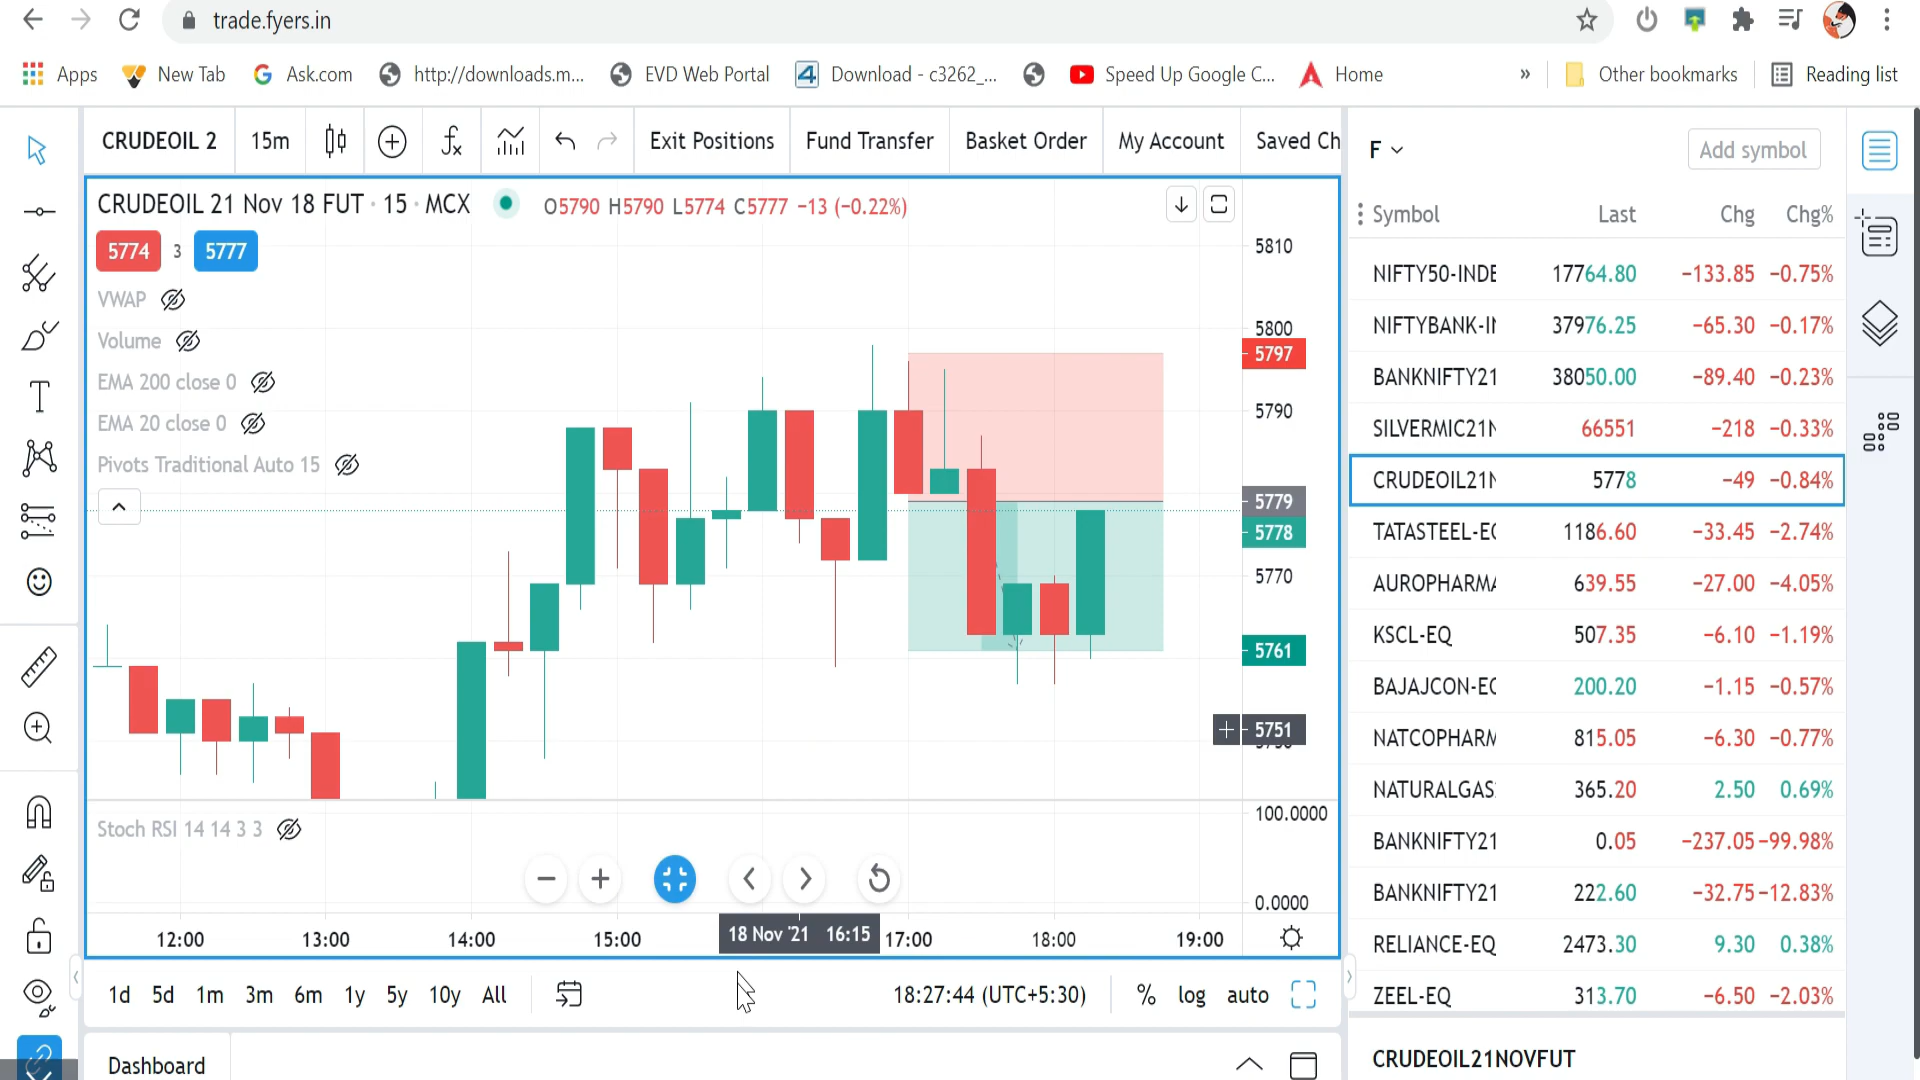 trade.fyers.in
Apps New Tab Ask.com http://downloads.m... EVD Web Portal Download - c3262_... Speed Up Google C... Home » Other bookmarks Reading list
CRUDEOIL 2 15m Exit Positions Fund Transfer Basket Order My Account Saved Ch
CRUDEOIL 21 Nov 18 FUT · 15 · MCX O5790 H5790 L5774 C5777 −13 (−0.22%)
5774 3 5777
VWAP
Volume
EMA 200 close 0
EMA 20 close 0
Pivots Traditional Auto 15
5810
5800
5797
5790
5779
5778
5770
5761
5751
Stoch RSI 14 14 3 3
100.0000
0.0000
12:00 13:00 14:00 15:00 18 Nov '21 16:15 17:00 18:00 19:00
1d 5d 1m 3m 6m 1y 5y 10y All 18:27:44 (UTC+5:30) % log auto
Dashboard
F Add symbol
Symbol Last Chg Chg%
NIFTY50-INDE 17764.80 −133.85 −0.75%
NIFTYBANK-IN 37976.25 −65.30 −0.17%
BANKNIFTY21 38050.00 −89.40 −0.23%
SILVERMIC21N 66551 −218 −0.33%
CRUDEOIL21N 5778 −49 −0.84%
TATASTEEL-EQ 1186.60 −33.45 −2.74%
AUROPHARMA 639.55 −27.00 −4.05%
KSCL-EQ 507.35 −6.10 −1.19%
BAJAJCON-EQ 200.20 −1.15 −0.57%
NATCOPHARM 815.05 −6.30 −0.77%
NATURALGAS 365.20 2.50 0.69%
BANKNIFTY21 0.05 −237.05 −99.98%
BANKNIFTY21 222.60 −32.75 −12.83%
RELIANCE-EQ 2473.30 9.30 0.38%
ZEEL-EQ 313.70 −6.50 −2.03%
CRUDEOIL21NOVFUT